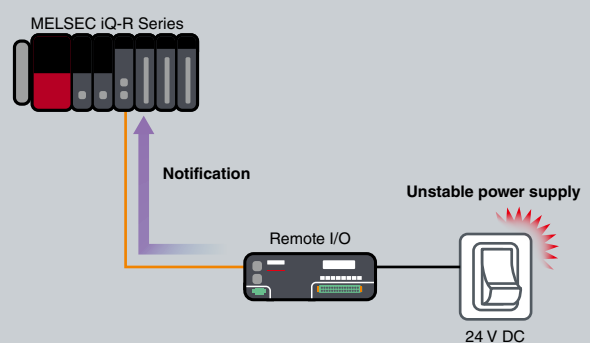 MELSEC iQ-R Series
Notification
Unstable power supply
Remote I/O
24 V DC